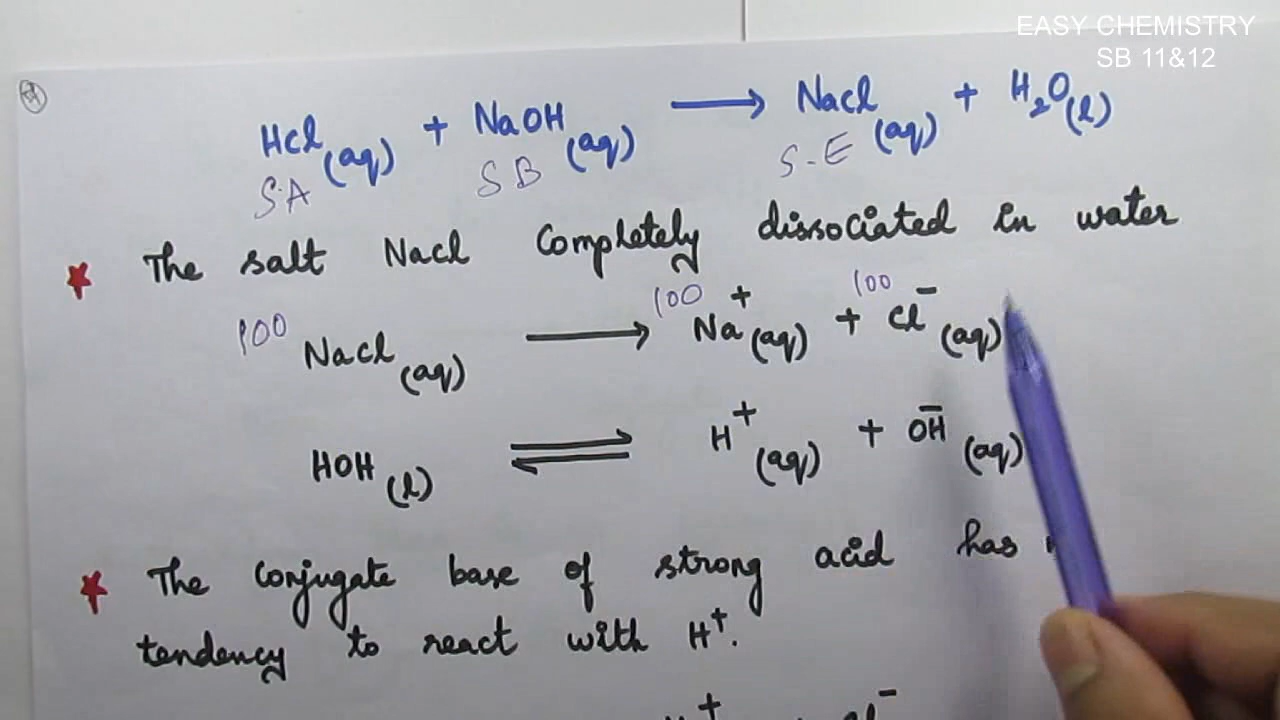 EASY CHEMISTRY
SB 11&12
HCl(aq) + NaOH(aq) ⟶ NaCl(aq) + H₂O(l)
S.A SB S-E
The salt NaCl Completely dissociated in water
100 100 100
NaCl(aq) ⟶ Na⁺(aq) + Cl⁻(aq)
HOH(l) ⇌ H⁺(aq) + OH⁻(aq)
The Conjugate base of strong acid has
tendency to react with H⁺.